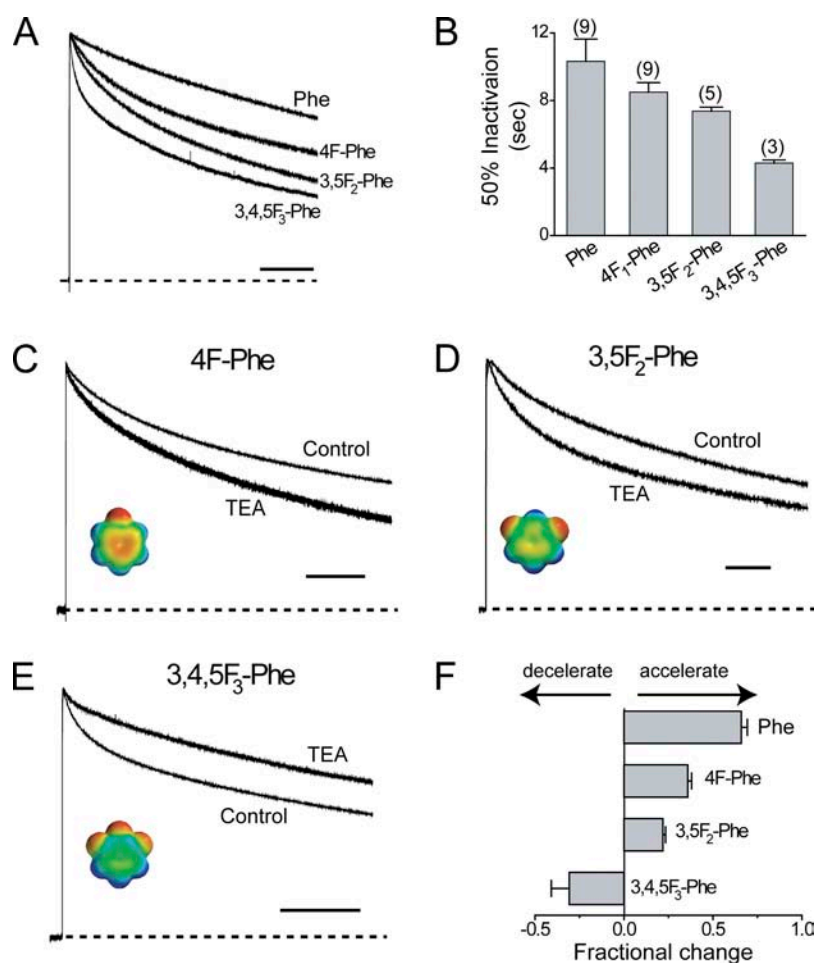 A
Phe
4F-Phe
3,5F₂-Phe
3,4,5F₃-Phe
B
50% Inactivaion
(sec)
12
8
4
0
(9)
(9)
(5)
(3)
Phe
4F₁-Phe
3,5F₂-Phe
3,4,5F₃-Phe
C
4F-Phe
Control
TEA
D
3,5F₂-Phe
Control
TEA
E
3,4,5F₃-Phe
TEA
Control
F
decelerate accelerate
Phe
4F-Phe
3,5F₂-Phe
3,4,5F₃-Phe
-0.5 0.0 0.5 1.0
Fractional change